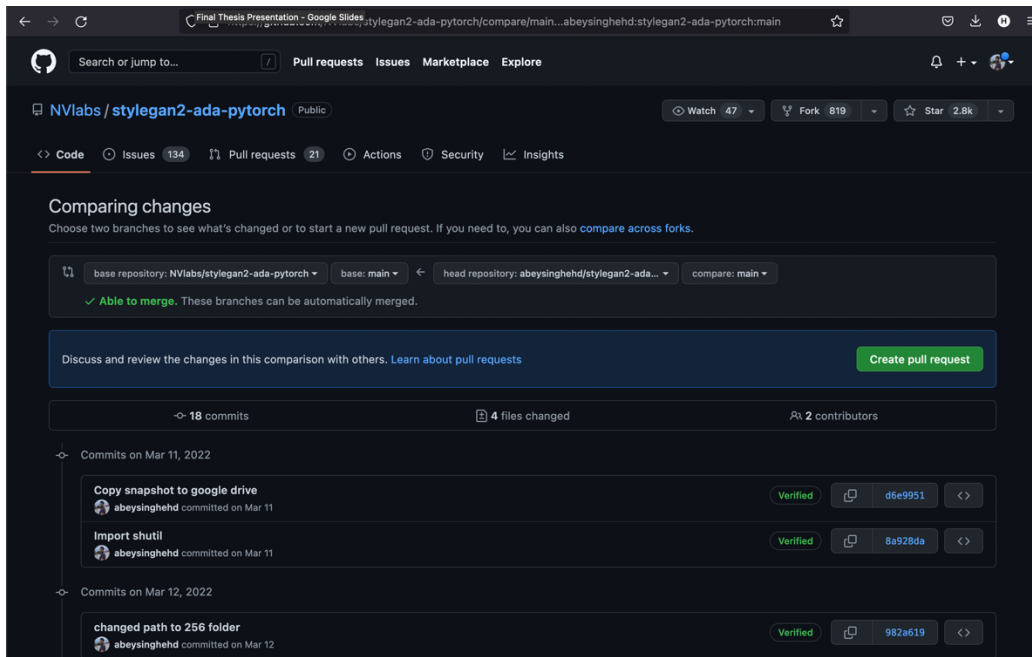 Final Thesis Presentation - Google Slides
stylegan2-ada-pytorch/compare/main...abeysinghehd:stylegan2-ada-pytorch:main
H
Search or jump to... / Pull requests Issues Marketplace Explore
NVlabs / stylegan2-ada-pytorch Public Watch 47 Fork 819 Star 2.8k
Code Issues 134 Pull requests 21 Actions Security Insights
Comparing changes
Choose two branches to see what's changed or to start a new pull request. If you need to, you can also compare across forks.
base repository: NVlabs/stylegan2-ada-pytorch base: main head repository: abeysinghehd/stylegan2-ada... compare: main
Able to merge. These branches can be automatically merged.
Discuss and review the changes in this comparison with others. Learn about pull requests Create pull request
18 commits 4 files changed 2 contributors
Commits on Mar 11, 2022
Copy snapshot to google drive
abeysinghehd committed on Mar 11 Verified d6e9951
Import shutil
abeysinghehd committed on Mar 11 Verified 8a928da
Commits on Mar 12, 2022
changed path to 256 folder
abeysinghehd committed on Mar 12 Verified 982a619